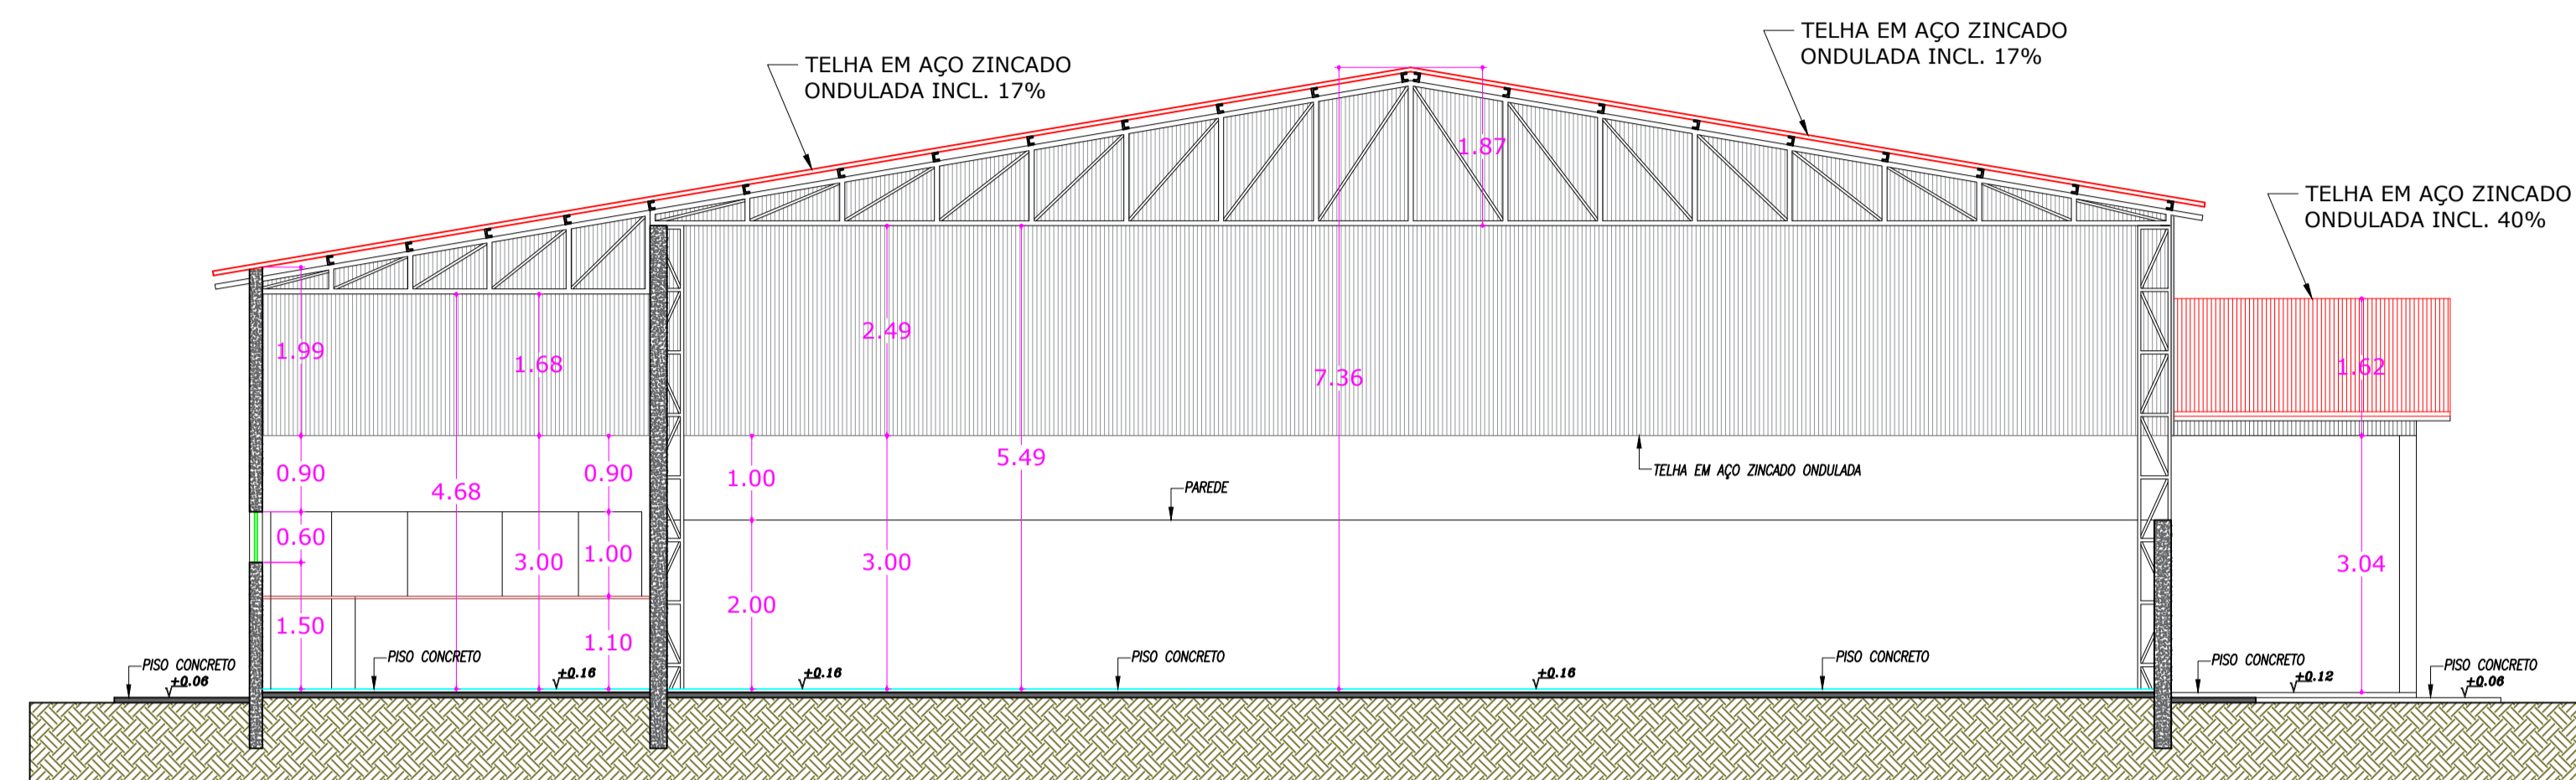 TELHA EM AÇO ZINCADO
ONDULADA INCL. 17%
TELHA EM AÇO ZINCADO
ONDULADA INCL. 17%
TELHA EM AÇO ZINCADO
ONDULADA INCL. 40%
1.87
1.99
1.68
2.49
7.36
1.62
0.90
4.68
0.90
1.00
5.49
TELHA EM AÇO ZINCADO ONDULADA
PAREDE
0.60
3.00
1.00
3.00
3.04
1.50
1.10
2.00
PISO CONCRETO
±0.06
PISO CONCRETO
±0.16
±0.16
PISO CONCRETO
±0.16
PISO CONCRETO
PISO CONCRETO
±0.12
PISO CONCRETO
±0.06